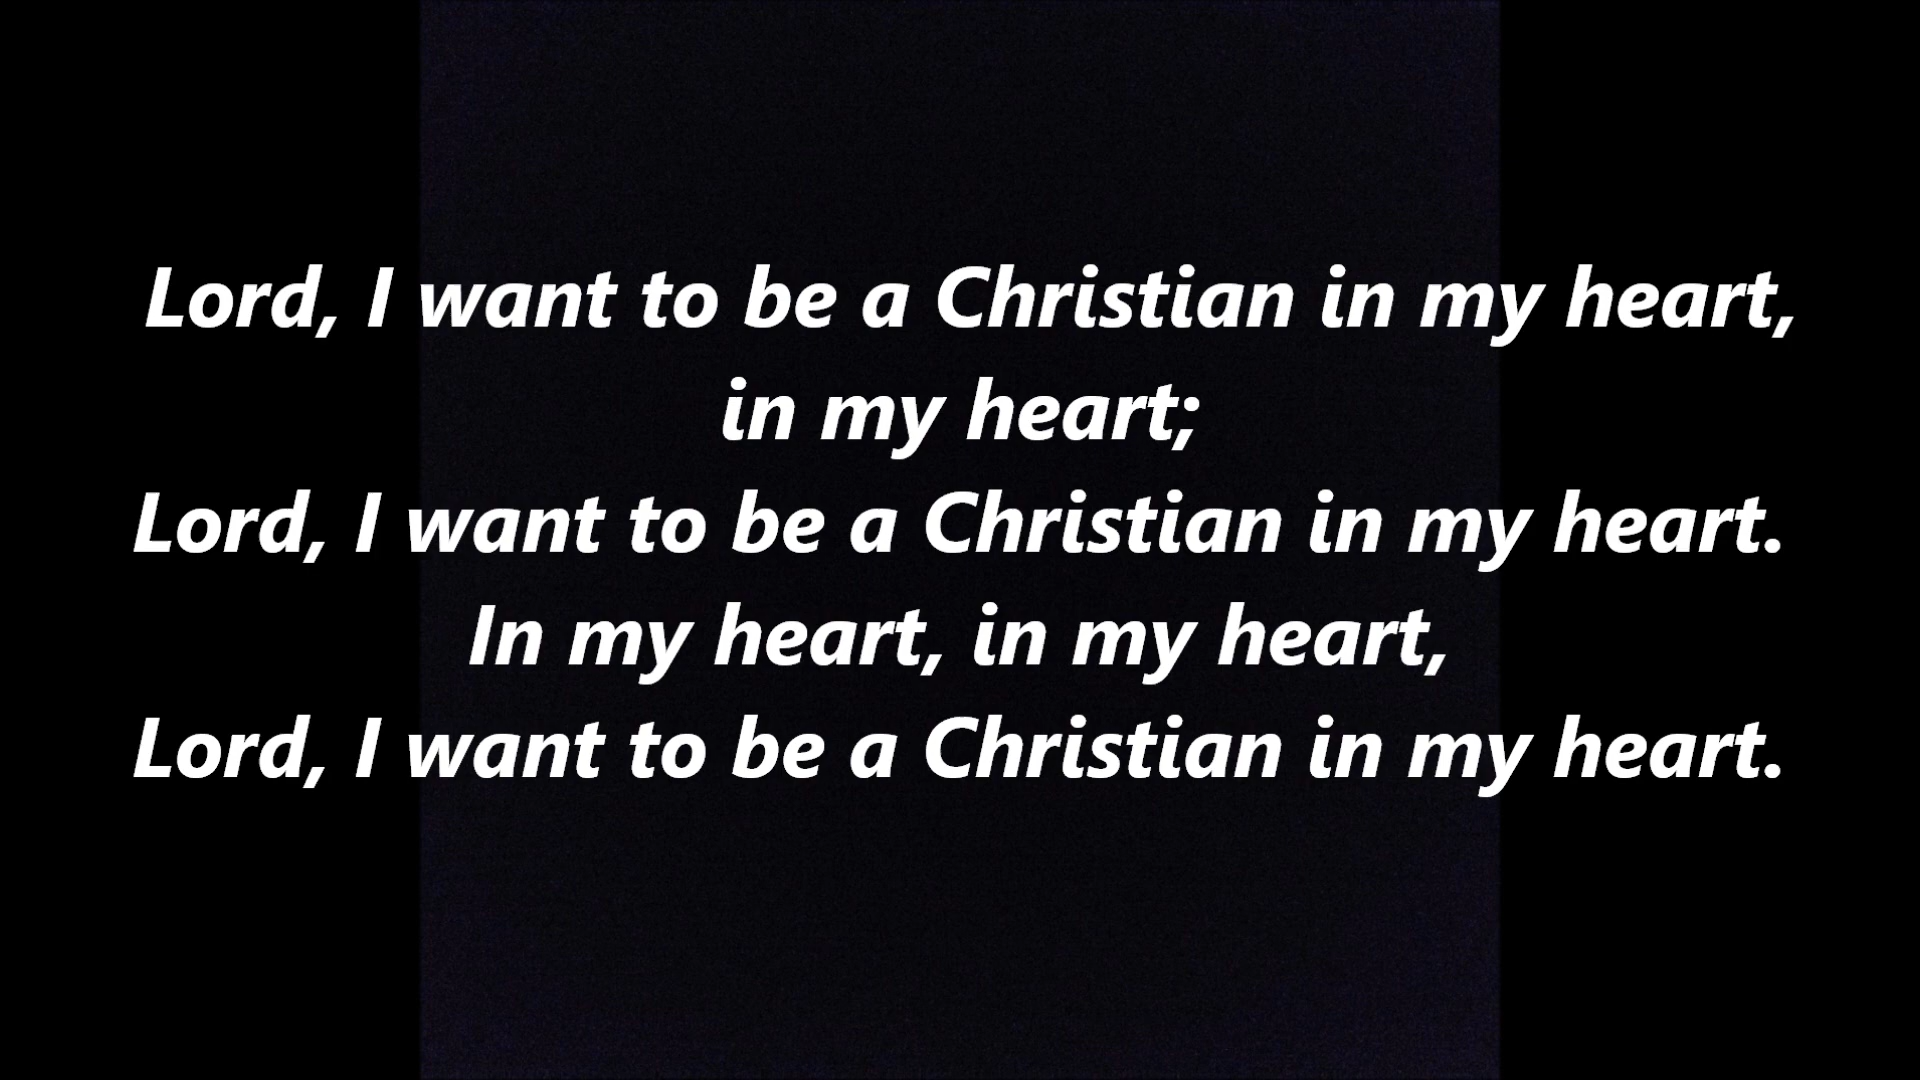 Lord, I want to be a Christian in my heart,
in my heart;
Lord, I want to be a Christian in my heart.
In my heart, in my heart,
Lord, I want to be a Christian in my heart.